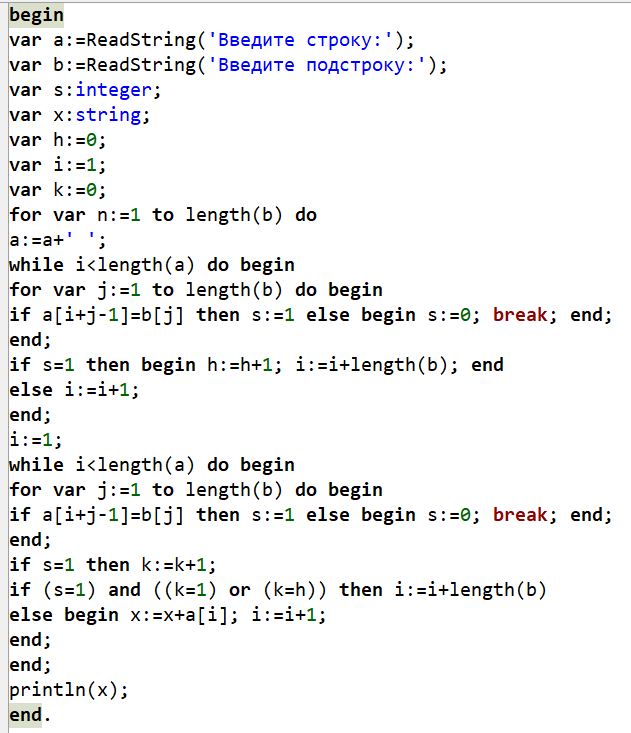 begin
var a:=ReadString('Введите строку:');
var b:=ReadString('Введите подстроку:');
var s:integer;
var x:string;
var h:=0;
var i:=1;
var k:=0;
for var n:=1 to length(b) do
a:=a+' ';
while i<length(a) do begin
for var j:=1 to length(b) do begin
if a[i+j-1]=b[j] then s:=1 else begin s:=0; break; end;
end;
if s=1 then begin h:=h+1; i:=i+length(b); end
else i:=i+1;
end;
i:=1;
while i<length(a) do begin
for var j:=1 to length(b) do begin
if a[i+j-1]=b[j] then s:=1 else begin s:=0; break; end;
end;
if s=1 then k:=k+1;
if (s=1) and ((k=1) or (k=h)) then i:=i+length(b)
else begin x:=x+a[i]; i:=i+1;
end;
end;
println(x);
end.